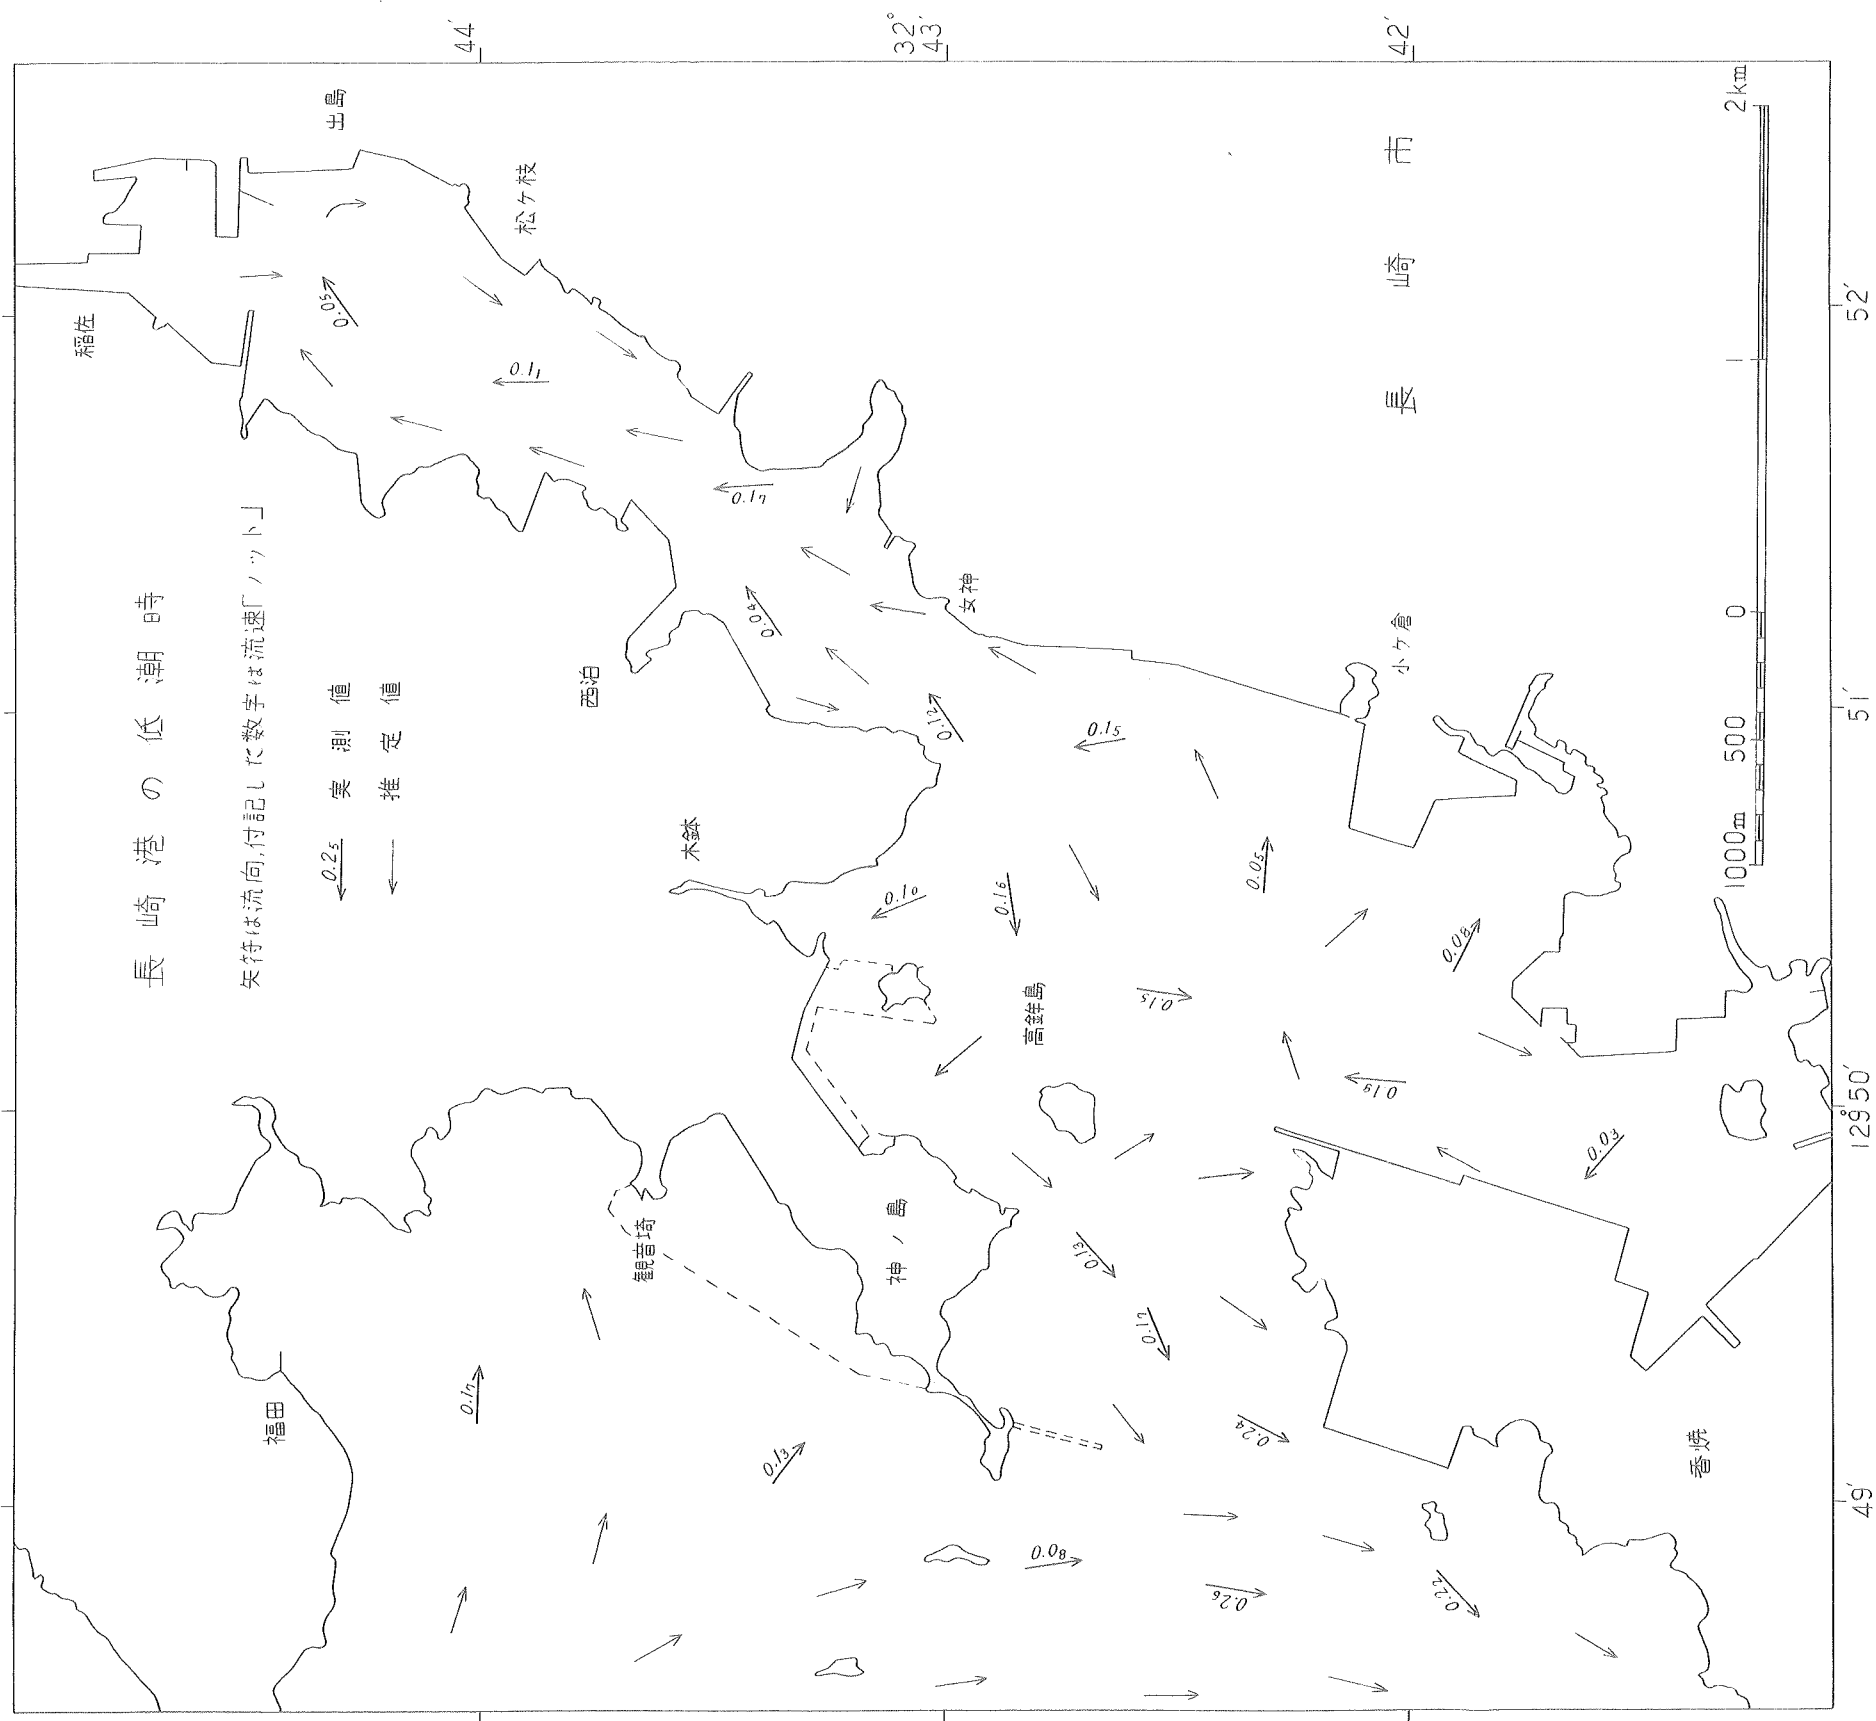 長崎港の低潮時
矢符は流向,付記した数字は流速「ノット」
0.25 実測値
推定値
44′
32°
43′
42′
49′
129°50′
51′
52′
1000m 500 0 1 2km
稲佐
出島
松ヶ枝
西泊
女神
木鉢
小ヶ倉
長崎市
高鉾島
神ノ島
観音埼
福田
香焼
0.05
0.11
0.17
0.04
0.12
0.15
0.10
0.16
0.05
0.08
0.15
0.19
0.03
0.13
0.17
0.24
0.17
0.13
0.08
0.26
0.22